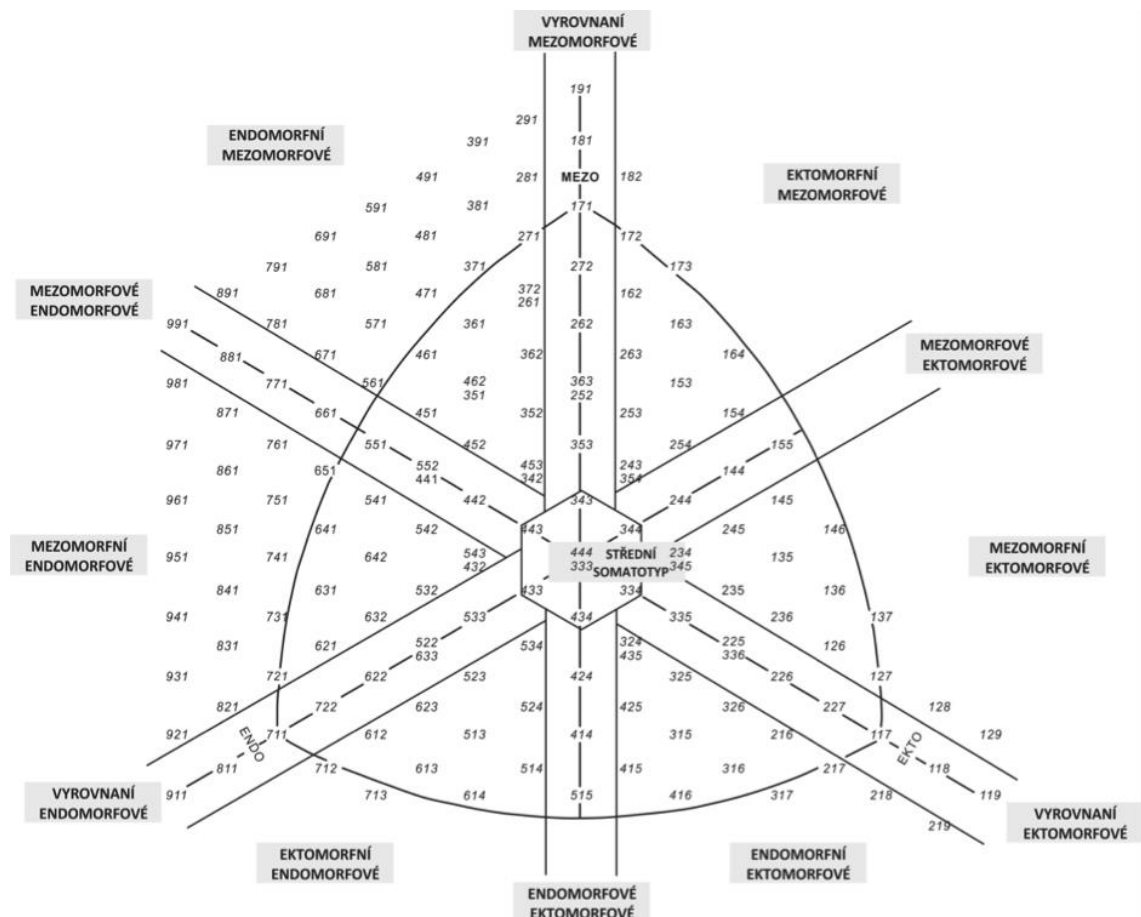 VYROVNANÍ
MEZOMORFOVÉ
191
291
391 181
ENDOMORFNÍ
MEZOMORFOVÉ
491 281 MEZO 182
EKTOMORFNÍ
MEZOMORFOVÉ
591 381 171
691 481 271 172
791 581 371 272 173
MEZOMORFOVÉ
ENDOMORFOVÉ
891 681 471 372 162
261
991 781 571 361 262 163
881 671 461 362 263 164
MEZOMORFOVÉ
EKTOMORFOVÉ
981 771 561 462 363 153
351 252
871 661 451 352 253 154
971 761 551 452 353 254 155
861 651 552 453 243 144
441 342 354
961 751 541 442 343 244 145
851 641 542 443 344 245 146
MEZOMORFNÍ
ENDOMORFOVÉ
951 741 642 543 444 234 135
432 333 345
STŘEDNÍ
SOMATOTYP
MEZOMORFNÍ
EKTOMORFOVÉ
841 631 532 433 334 235 136
941 731 632 533 434 335 236 137
831 621 522 534 324 225 126
633 435 336
931 721 622 523 424 325 226 127
821 722 623 524 425 326 227 128
921 ENDO 711 612 513 414 315 216 117 EKTO 129
811 712 613 514 415 316 217 118
911 713 614 515 416 317 218 119
VYROVNANÍ
ENDOMORFOVÉ
219
VYROVNANÍ
EKTOMORFOVÉ
EKTOMORFNÍ
ENDOMORFOVÉ
ENDOMORFNÍ
EKTOMORFOVÉ
ENDOMORFOVÉ
EKTOMORFOVÉ